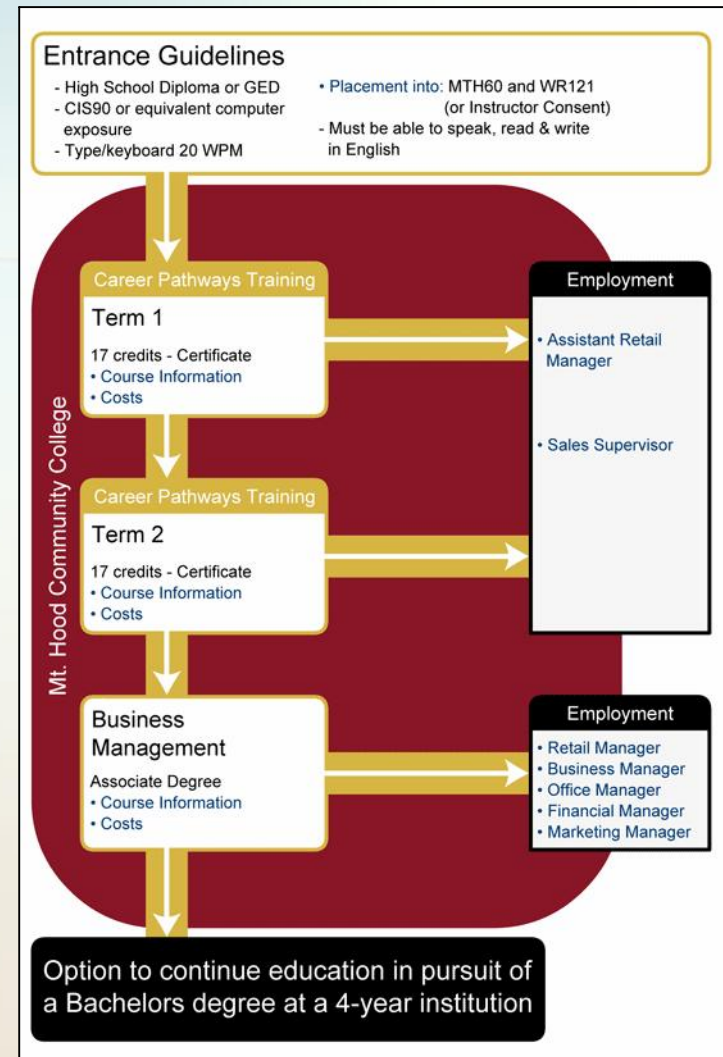 Entrance Guidelines
- High School Diploma or GED
- CIS90 or equivalent computer
exposure
- Type/keyboard 20 WPM
• Placement into: MTH60 and WR121
(or Instructor Consent)
- Must be able to speak, read & write
in English
Mt. Hood Community College
Career Pathways Training
Term 1
17 credits - Certificate
• Course Information
• Costs
Career Pathways Training
Term 2
17 credits - Certificate
• Course Information
• Costs
Business
Management
Associate Degree
• Course Information
• Costs
Employment
• Assistant Retail
Manager
• Sales Supervisor
Employment
• Retail Manager
• Business Manager
• Office Manager
• Financial Manager
• Marketing Manager
Option to continue education in pursuit of
a Bachelors degree at a 4-year institution